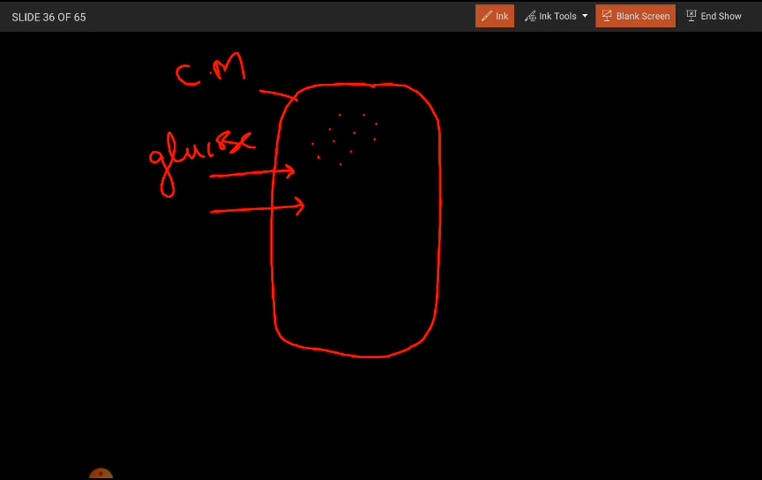 SLIDE 36 OF 65
Ink
Ink Tools
Blank Screen
End Show
C.M
glucose